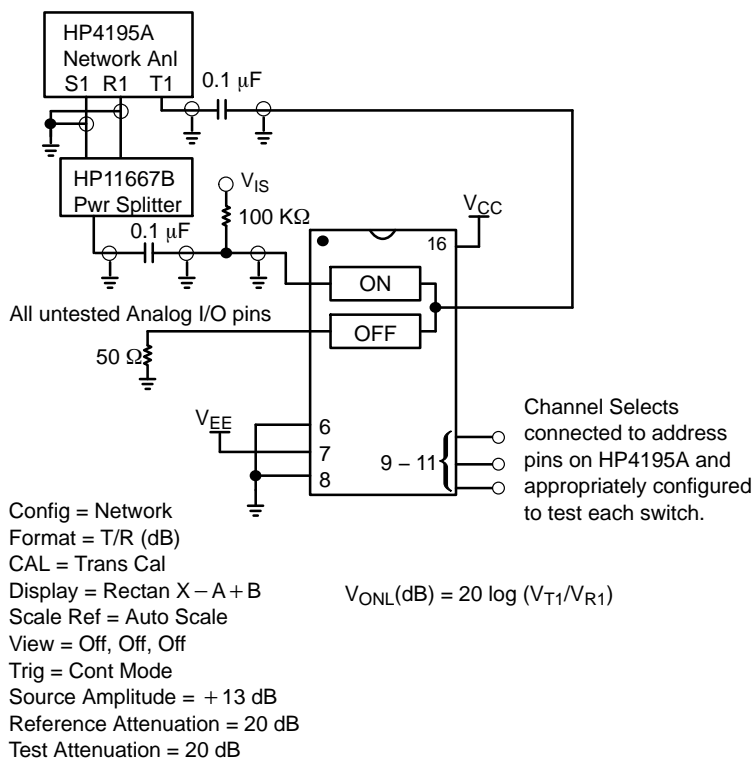 HP4195A
Network Anl
S1 R1 T1
0.1 μF
HP11667B
Pwr Splitter
V_IS
100 KΩ
0.1 μF
V_CC
16
ON
OFF
All untested Analog I/O pins
50 Ω
V_EE
6
7
8
9 – 11
Channel Selects
connected to address
pins on HP4195A and
appropriately configured
to test each switch.
Config = Network
Format = T/R (dB)
CAL = Trans Cal
Display = Rectan X – A + B
Scale Ref = Auto Scale
View = Off, Off, Off
Trig = Cont Mode
Source Amplitude = +13 dB
Reference Attenuation = 20 dB
Test Attenuation = 20 dB
V_ONL(dB) = 20 log (V_T1/V_R1)